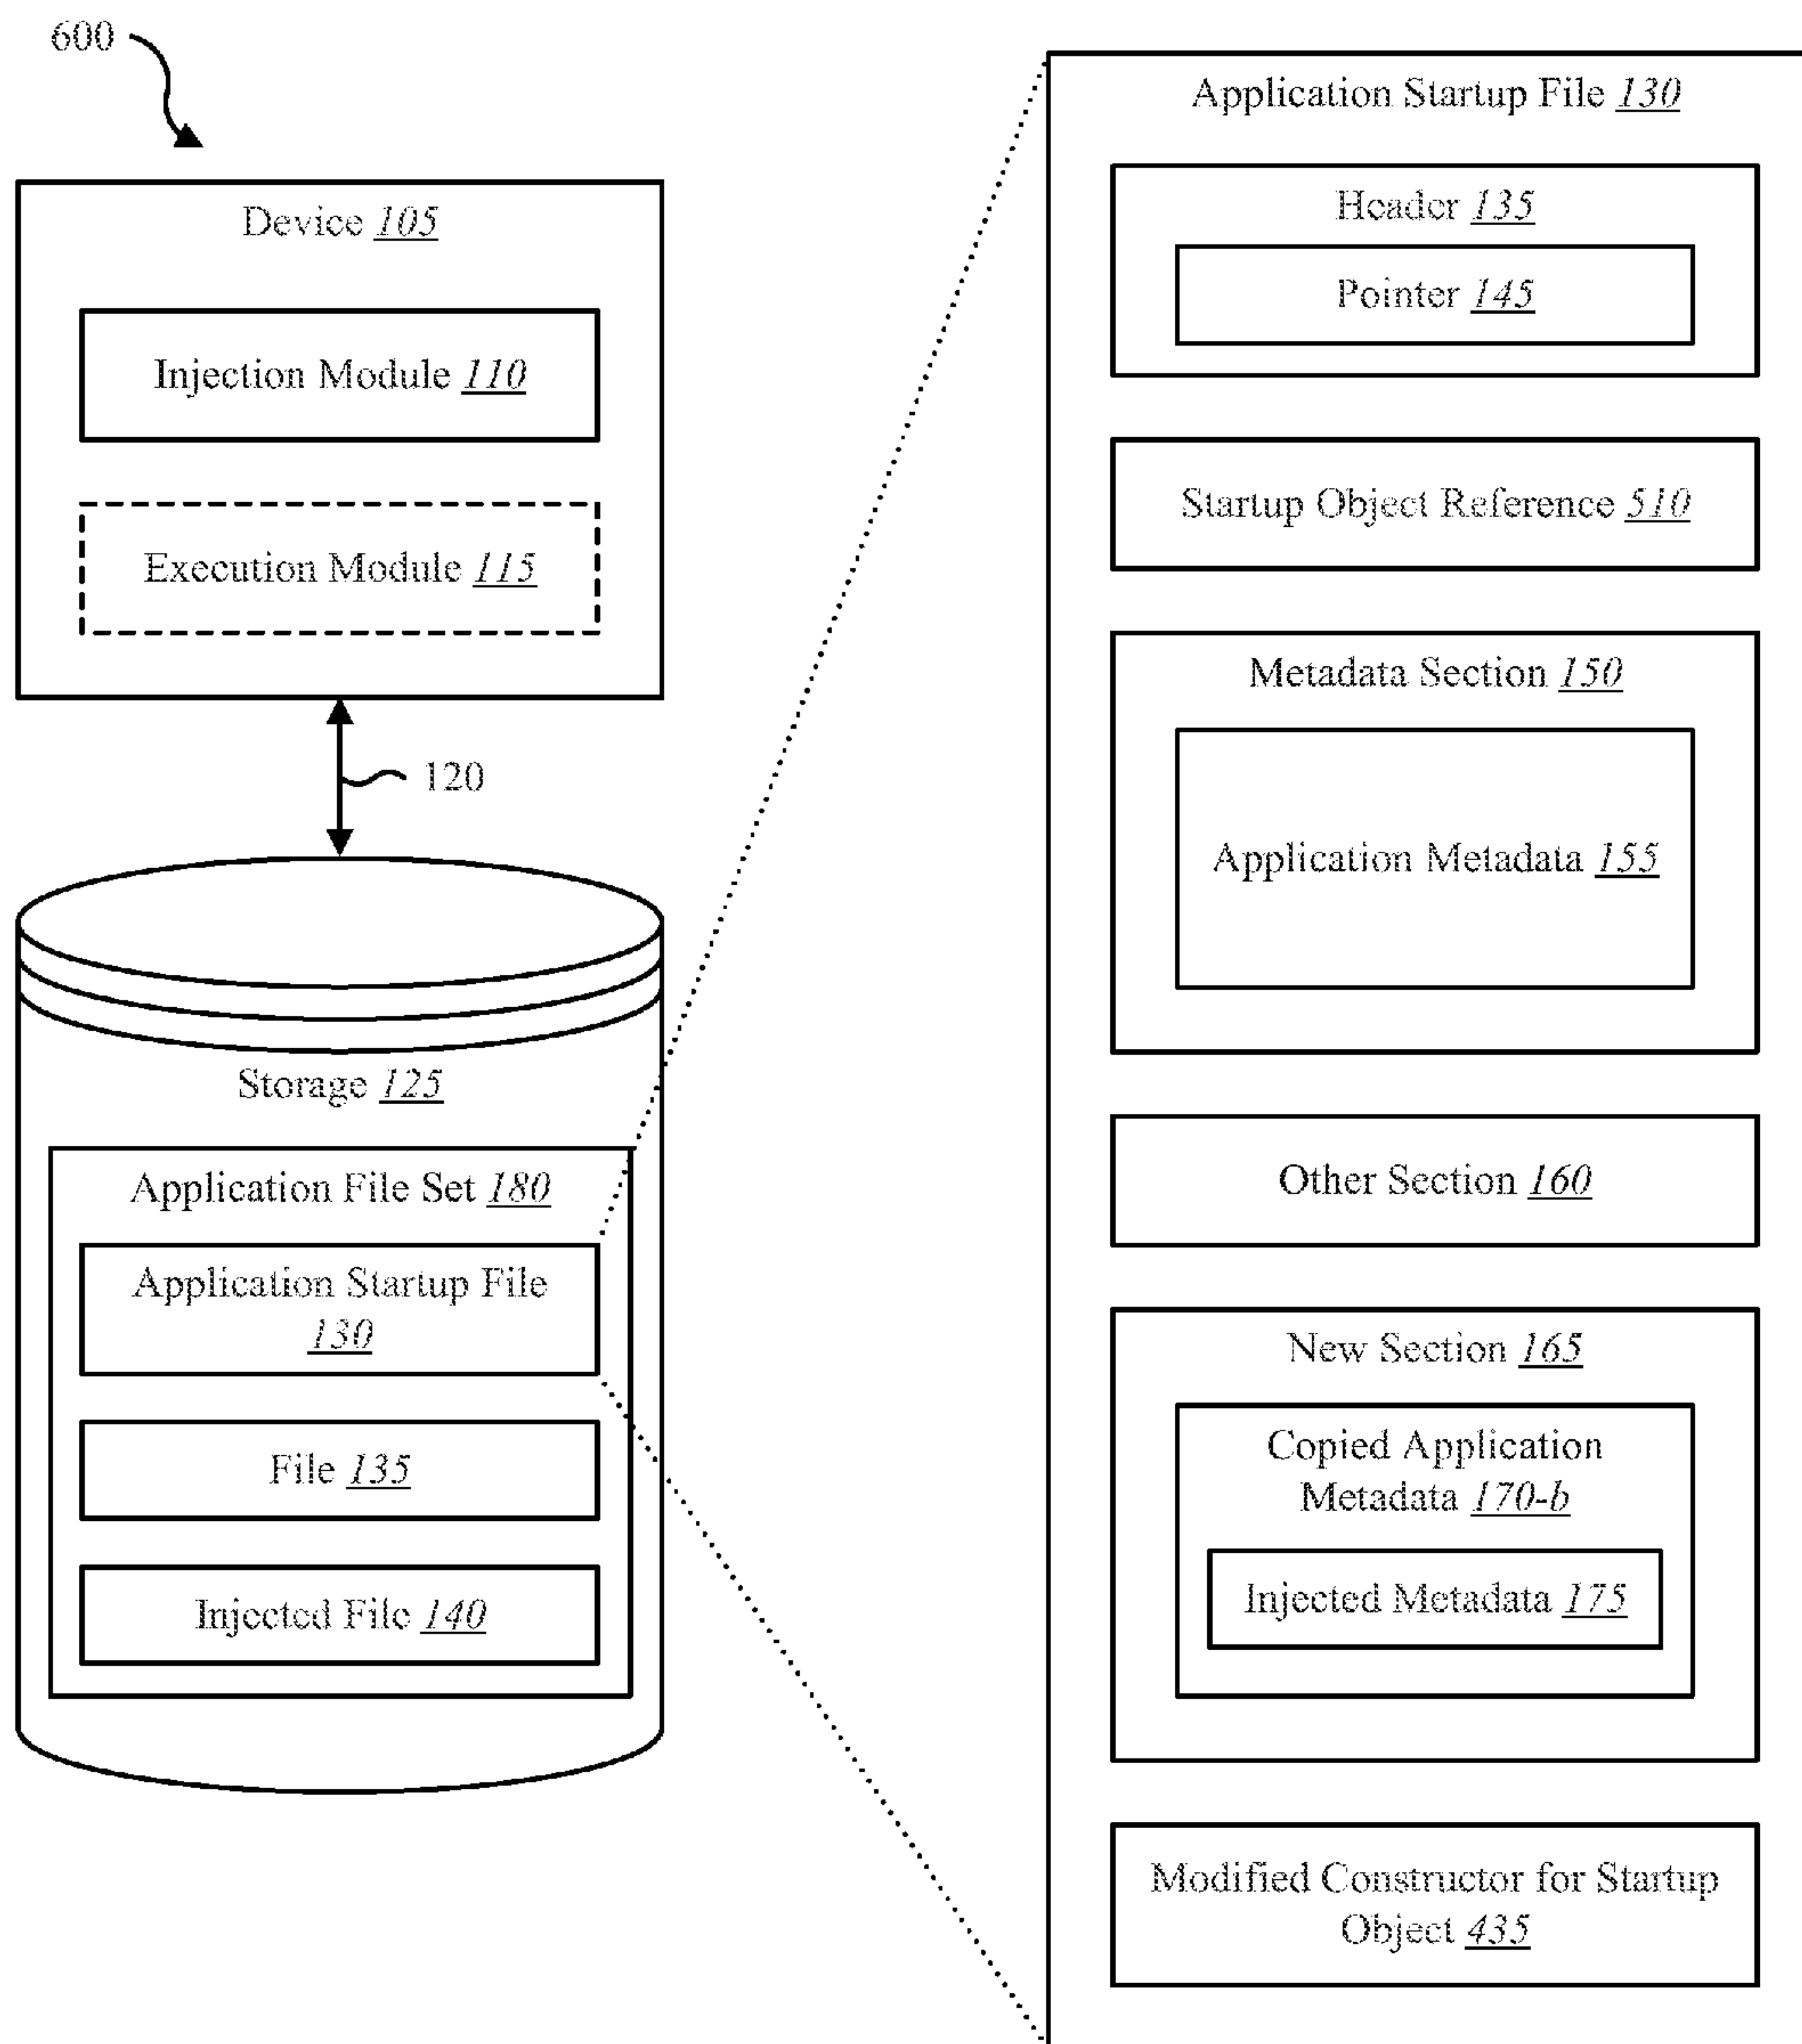 600
Device 105
Injection Module 110
Execution Module 115
120
Storage 125
Application File Set 180
Application Startup File
130
File 135
Injected File 140
Application Startup File 130
Header 135
Pointer 145
Startup Object Reference 510
Metadata Section 150
Application Metadata 155
Other Section 160
New Section 165
Copied Application
Metadata 170-b
Injected Metadata 175
Modified Constructor for Startup
Object 435